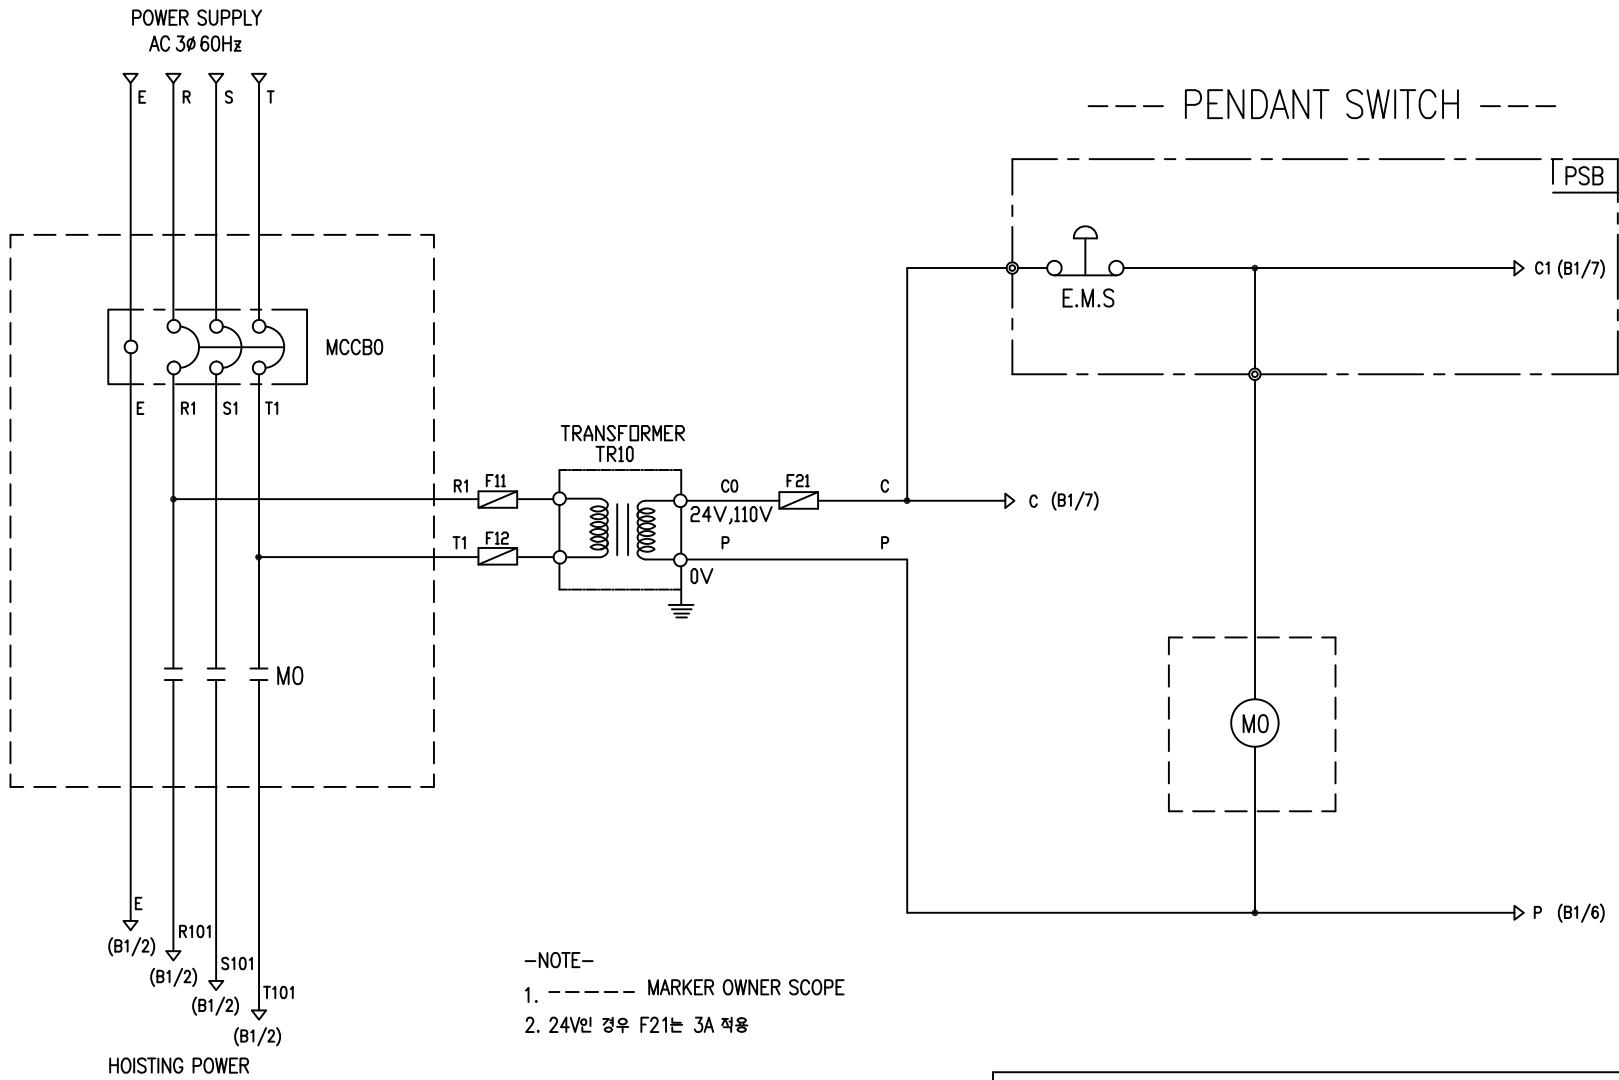 POWER SUPPLY
AC 3Ø 60Hz
E R S T
--- PENDANT SWITCH ---
PSB
E.M.S
C1 (B1/7)
MCCB0
E R1 S1 T1
TRANSFORMER
TR10
R1 F11
C0 F21 C
C (B1/7)
24V,110V
T1 F12
P P
0V
M0
M0
E
(B1/2)
R101
(B1/2)
S101
(B1/2)
T101
(B1/2)
P (B1/6)
HOISTING POWER
-NOTE-
1. ------ MARKER OWNER SCOPE
2. 24V인 경우 F21는 3A 적용